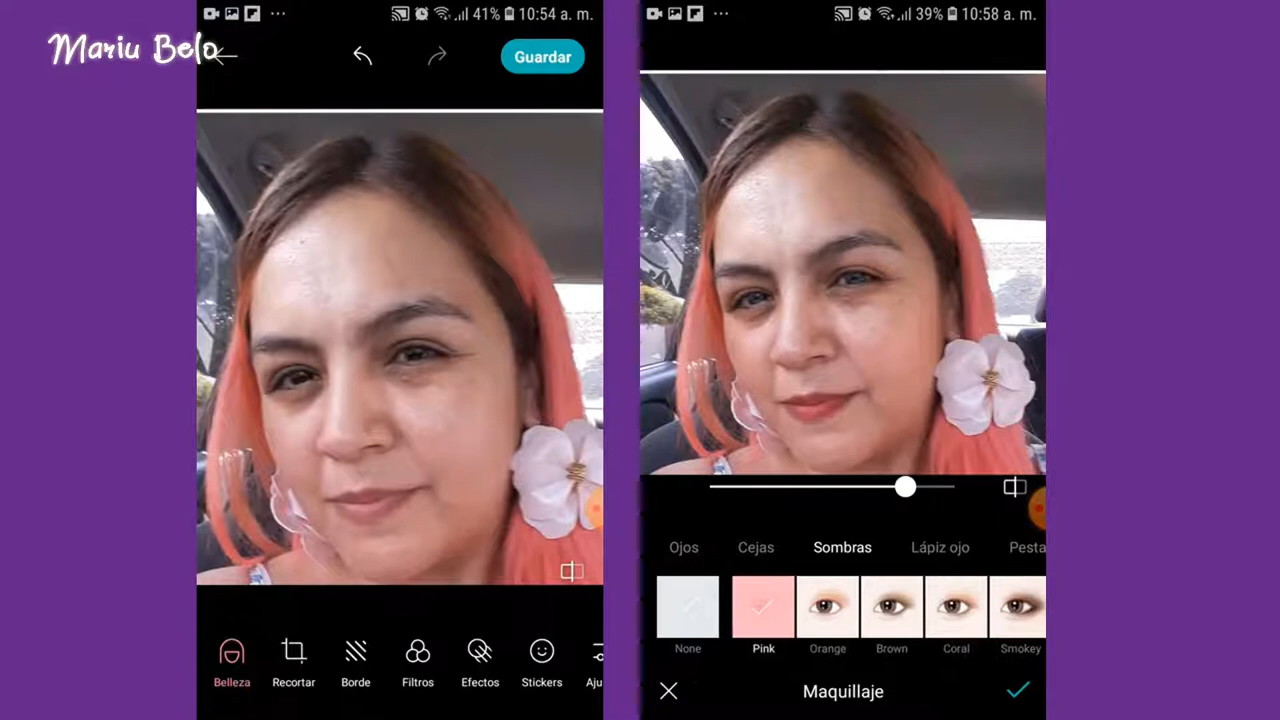 Mariu Belo
41% 10:54 a. m.
Guardar
Belleza Recortar Borde Filtros Efectos Stickers Aju
39% 10:58 a. m.
Ojos Cejas Sombras Lápiz ojo Pesta
None Pink Orange Brown Coral Smokey
Maquillaje